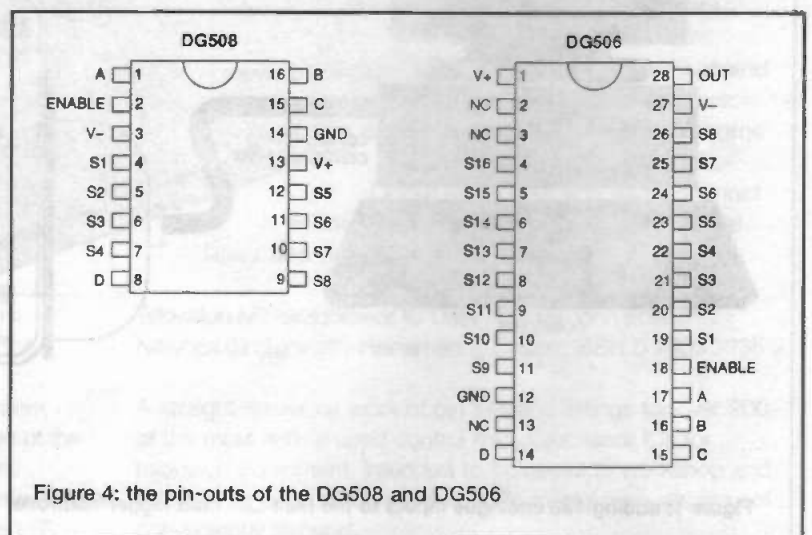 DG508
A 1 16 B
ENABLE 2 15 C
V- 3 14 GND
S1 4 13 V+
S2 5 12 S5
S3 6 11 S6
S4 7 10 S7
D 8 9 S8
DG506
V+ 1 28 OUT
NC 2 27 V-
NC 3 26 S8
S16 4 25 S7
S15 5 24 S6
S14 6 23 S5
S13 7 22 S4
S12 8 21 S3
S11 9 20 S2
S10 10 19 S1
S9 11 18 ENABLE
GND 12 17 A
NC 13 16 B
D 14 15 C
Figure 4: the pin-outs of the DG508 and DG506